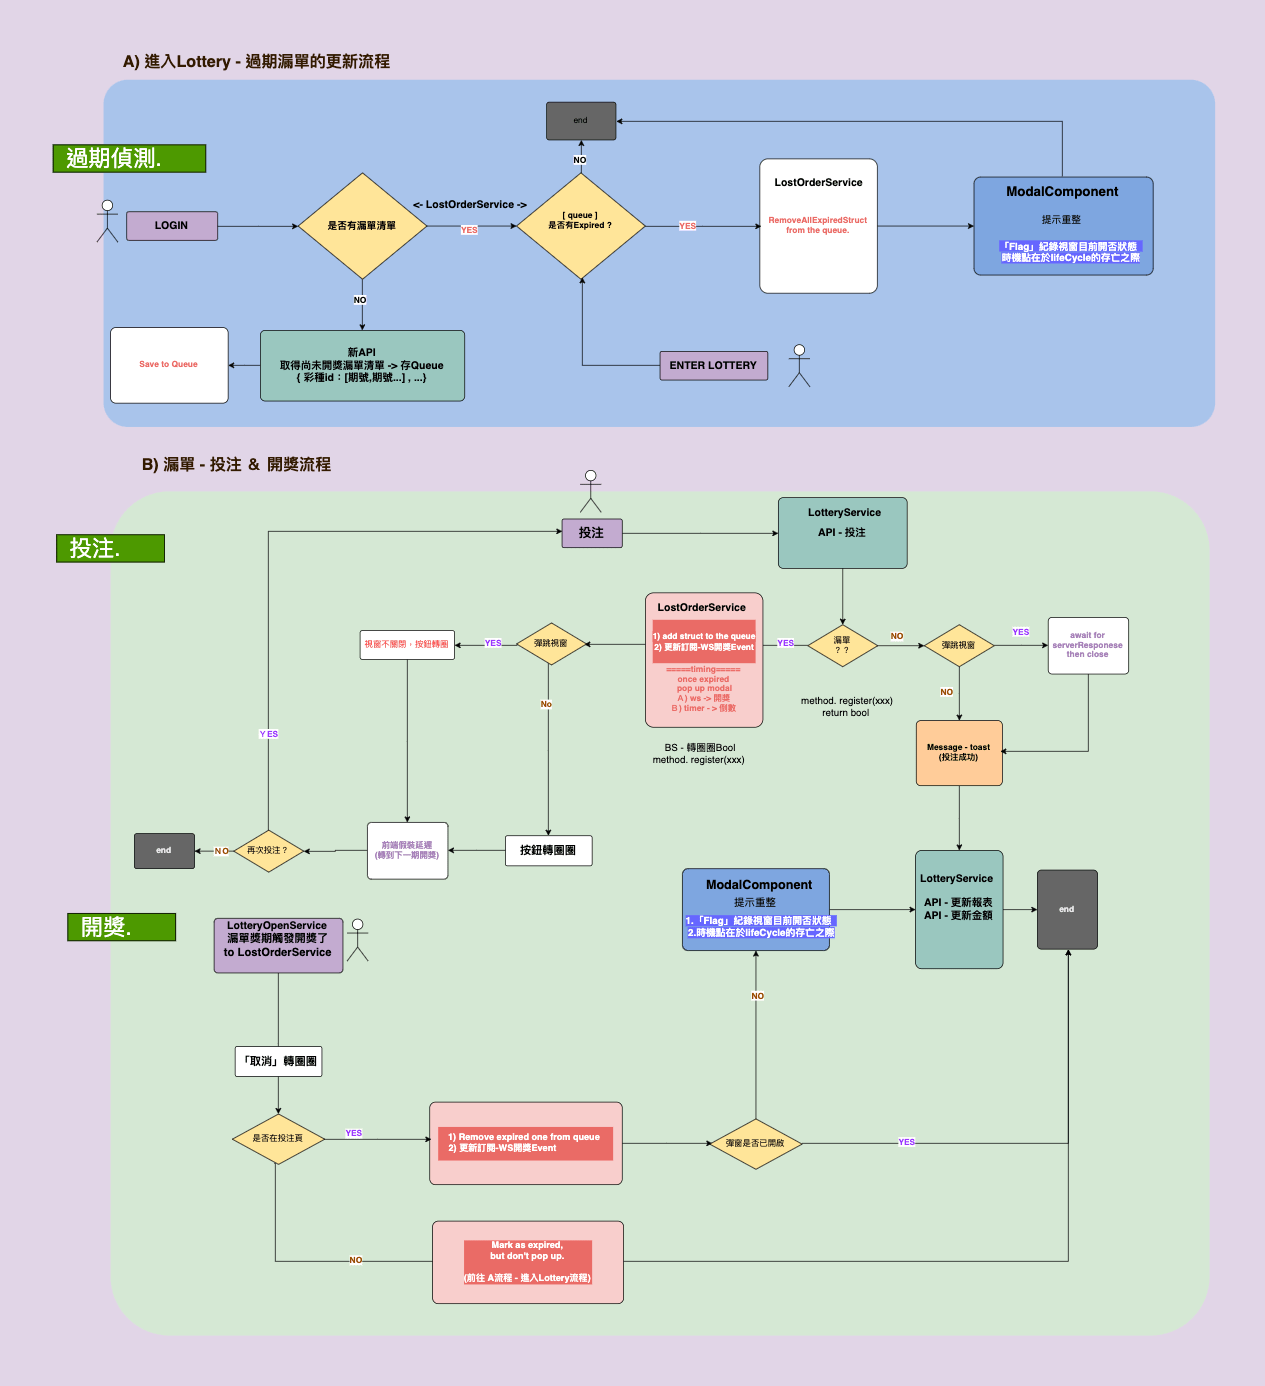 A) 進入Lottery - 過期漏單的更新流程
過期偵測.
end
NO
LOGIN
是否有漏單清單
<- LostOrderService ->
YES
[ queue ]
是否有Expired ?
YES
LostOrderService
RemoveAllExpiredStruct
from the queue.
ModalComponent
提示重整
「Flag」紀錄視窗目前開否狀態
時機點在於lifeCycle的存亡之際
NO
Save to Queue
新API
取得尚未開獎漏單清單 -> 存Queue
{ 彩種id : [期號,期號...] , ...}
ENTER LOTTERY
B) 漏單 - 投注 & 開獎流程
投注.
投注
LotteryService
API - 投注
LostOrderService
1) add struct to the queue
2) 更新訂閱-WS開獎Event
=====timing=====
once expired
pop up modal
A ) ws -> 開獎
B ) timer - > 倒數
BS - 轉圈圈Bool
method. register(xxx)
YES
漏單
? ?
NO
method. register(xxx)
return bool
彈跳視窗
YES
await for
serverResponese
then close
NO
Message - toast
(投注成功)
彈跳視窗
YES
視窗不關閉，按鈕轉圈
No
按鈕轉圈圈
前端假裝延遲
(轉到下一期開獎)
再次投注？
YES
NO
end
LotteryService
API - 更新報表
API - 更新金額
end
ModalComponent
提示重整
1.「Flag」紀錄視窗目前開否狀態
2.時機點在於lifeCycle的存亡之際
開獎.
LotteryOpenService
漏單獎期觸發開獎了
to LostOrderService
「取消」轉圈圈
是否在投注頁
YES
1) Remove expired one from queue
2) 更新訂閱-WS開獎Event
彈窗是否已開啟
NO
YES
NO
Mark as expired,
but don't pop up.
(前往 A流程 - 進入Lottery流程)